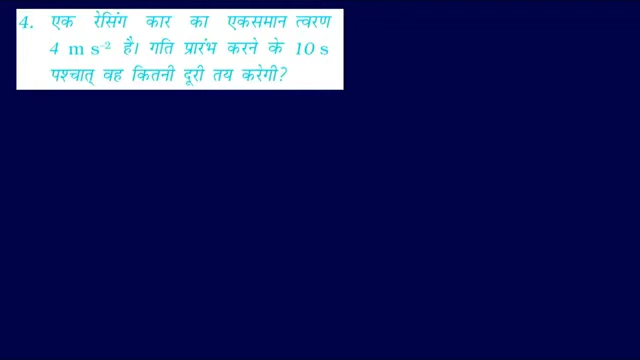 4. एक रेसिंग कार का एकसमान त्वरण
4 m s⁻² है। गति प्रारंभ करने के 10 s
पश्चात् वह कितनी दूरी तय करेगी?